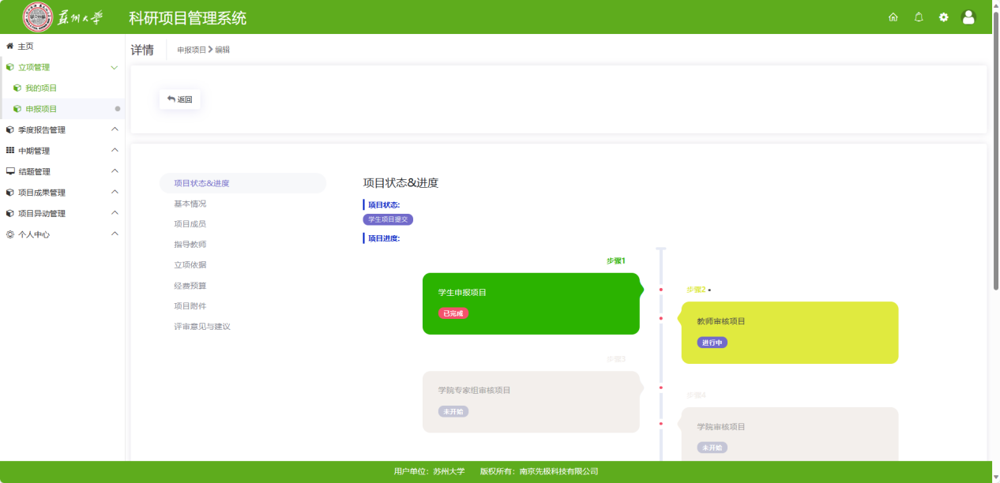 蘇州大學
科研项目管理系统
主页
立项管理
我的项目
申报项目
季度报告管理
中期管理
结题管理
项目成果管理
项目异动管理
个人中心
详情
申报项目 编辑
返回
项目状态&进度
基本情况
项目成员
指导教师
立项依据
经费预算
项目附件
评审意见与建议
项目状态&进度
项目状态:
学生项目提交
项目进度:
步骤1
学生申报项目
已完成
步骤2
教师审核项目
进行中
步骤3
学院专家组审核项目
未开始
步骤4
学院审核项目
未开始
用户单位：苏州大学 版权所有：南京先极科技有限公司